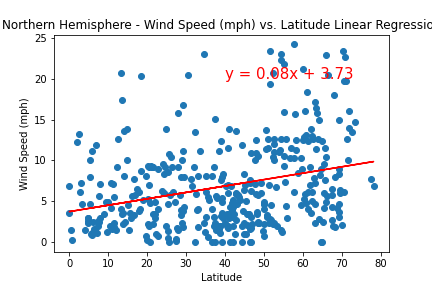 Northern Hemisphere - Wind Speed (mph) vs. Latitude Linear Regressio
y = 0.08x + 3.73
Wind Speed (mph)
25
20
15
10
5
0
0 10 20 30 40 50 60 70 80
Latitude